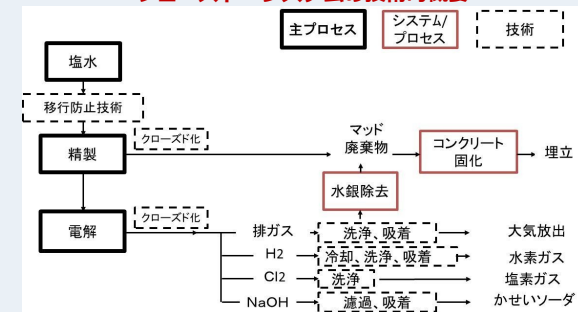 主プロセス
システム/
プロセス
技術
塩水
移行防止技術
精製
クローズド化
マッド
廃棄物
コンクリート
固化
埋立
水銀除去
電解
クローズド化
排ガス
洗浄、吸着
大気放出
H2
冷却、洗浄、吸着
水素ガス
Cl2
洗浄
塩素ガス
NaOH
濾過、吸着
かせいソーダ